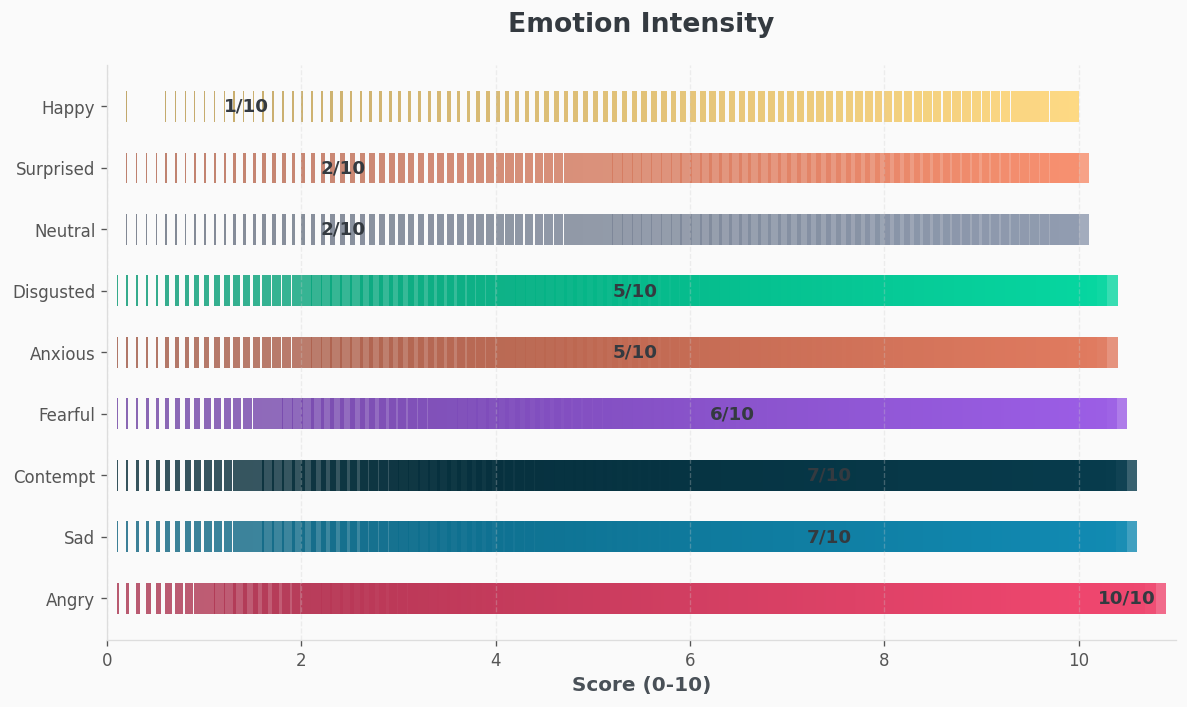 Emotion Intensity
Happy 1/10
Surprised 2/10
Neutral 2/10
Disgusted 5/10
Anxious 5/10
Fearful 6/10
Contempt 7/10
Sad 7/10
Angry 10/10
0 2 4 6 8 10
Score (0-10)